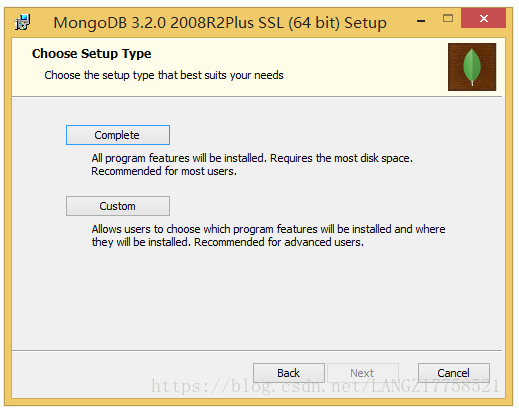 MongoDB 3.2.0 2008R2Plus SSL (64 bit) Setup
Choose Setup Type
Choose the setup type that best suits your needs
Complete
All program features will be installed. Requires the most disk space.
Recommended for most users.
Custom
Allows users to choose which program features will be installed and where
they will be installed. Recommended for advanced users.
Back Next Cancel
https://blog.csdn.net/LANGZI7758521